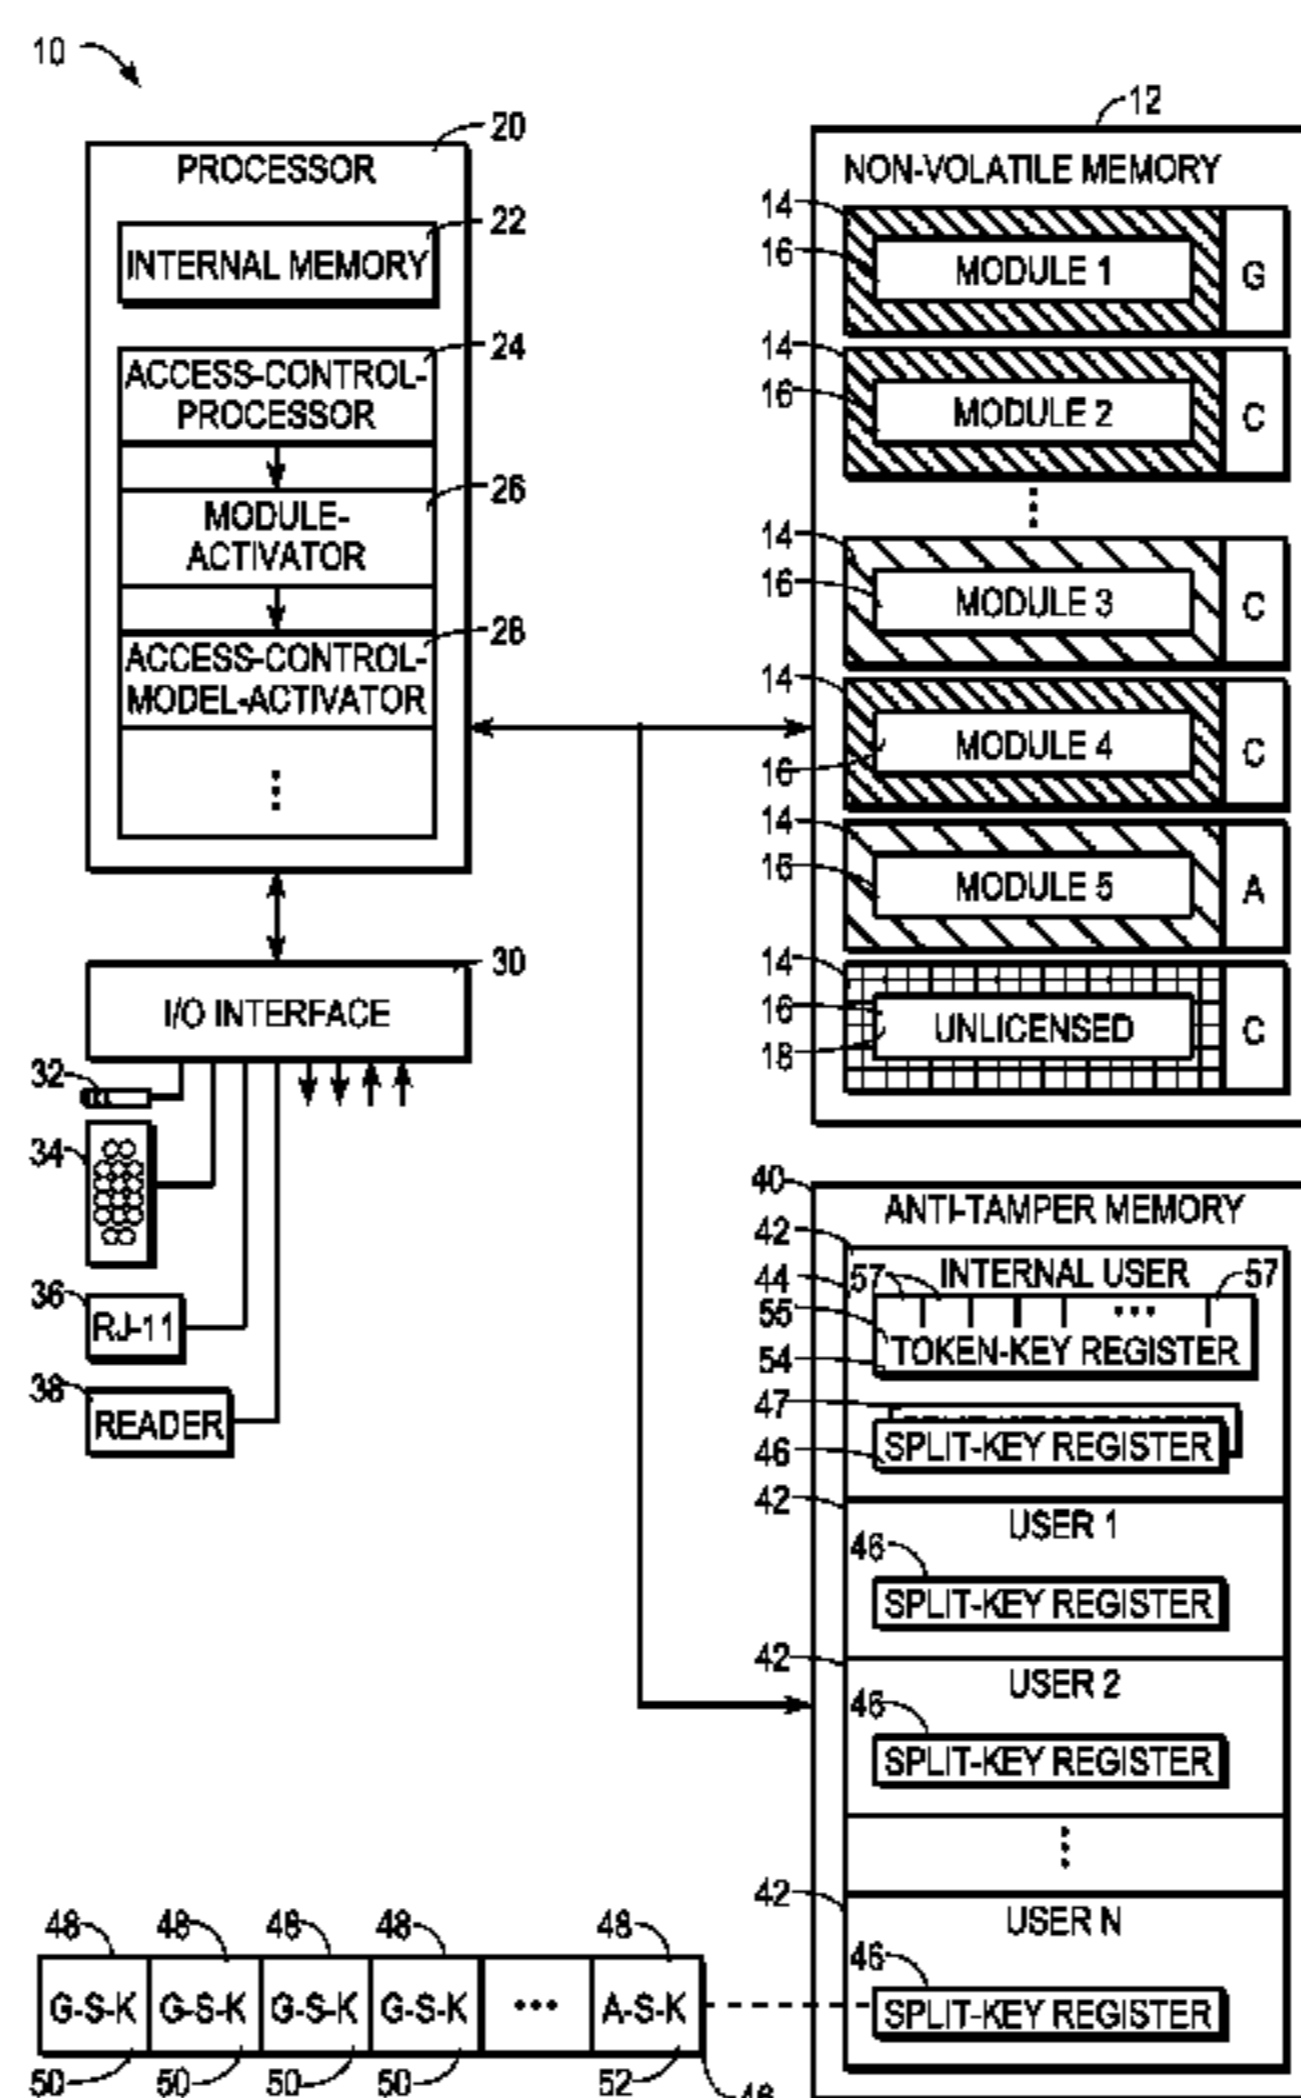 10
20
PROCESSOR
22
INTERNAL MEMORY
24
ACCESS-CONTROL-
PROCESSOR
26
MODULE-
ACTIVATOR
28
ACCESS-CONTROL-
MODEL-ACTIVATOR
30
I/O INTERFACE
32
34
36
RJ-11
38
READER
12
NON-VOLATILE MEMORY
14
16
MODULE 1
G
14
16
MODULE 2
C
14
16
MODULE 3
C
14
16
MODULE 4
C
14
16
MODULE 5
A
14
16
18
UNLICENSED
C
40
ANTI-TAMPER MEMORY
42
INTERNAL USER
44
57
57
55
TOKEN-KEY REGISTER
54
47
46
SPLIT-KEY REGISTER
42
USER 1
46
SPLIT-KEY REGISTER
42
USER 2
46
SPLIT-KEY REGISTER
42
USER N
46
SPLIT-KEY REGISTER
48 48 48 48 48
G-S-K G-S-K G-S-K G-S-K ... A-S-K
50 50 50 50 52 46